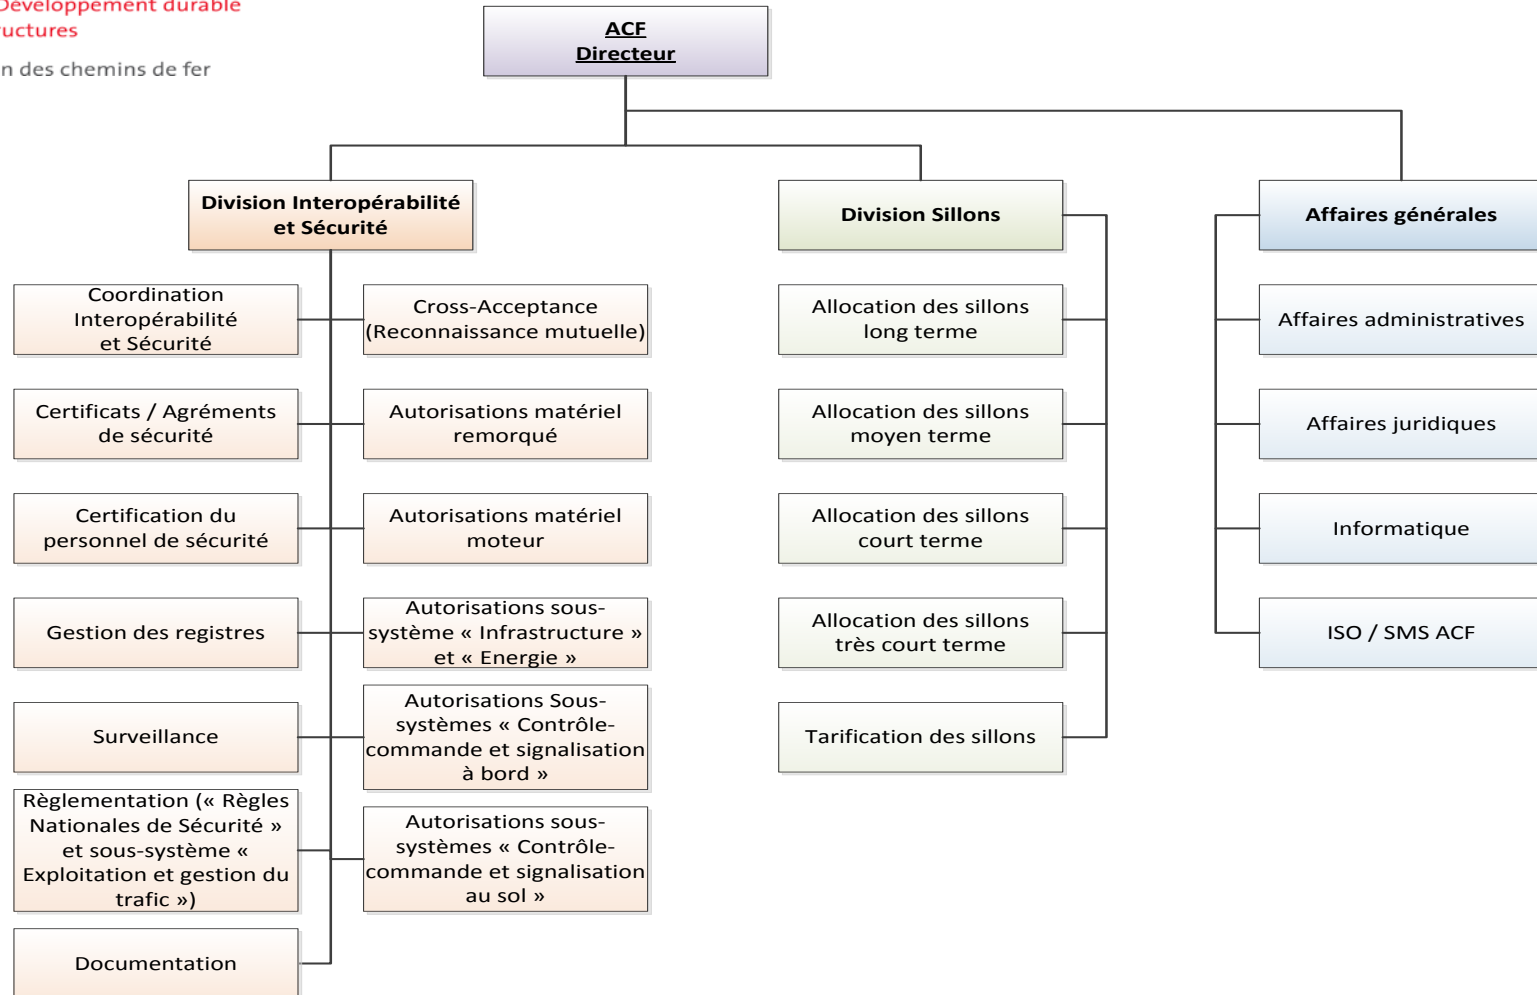 Développement durable
n des chemins de fer
ACF
Directeur
Division Interopérabilité
et Sécurité
Coordination
Interopérabilité
et Sécurité
Cross-Acceptance
(Reconnaissance mutuelle)
Certificats / Agréments
de sécurité
Autorisations matériel
remorqué
Certification du
personnel de sécurité
Autorisations matériel
moteur
Gestion des registres
Autorisations sous-
système « Infrastructure »
et « Energie »
Surveillance
Autorisations Sous-
systèmes « Contrôle-
commande et signalisation
à bord »
Règlementation (« Règles
Nationales de Sécurité »
et sous-système «
Exploitation et gestion du
trafic »)
Autorisations sous-
systèmes « Contrôle-
commande et signalisation
au sol »
Documentation
Division Sillons
Allocation des sillons
long terme
Allocation des sillons
moyen terme
Allocation des sillons
court terme
Allocation des sillons
très court terme
Tarification des sillons
Affaires générales
Affaires administratives
Affaires juridiques
Informatique
ISO / SMS ACF